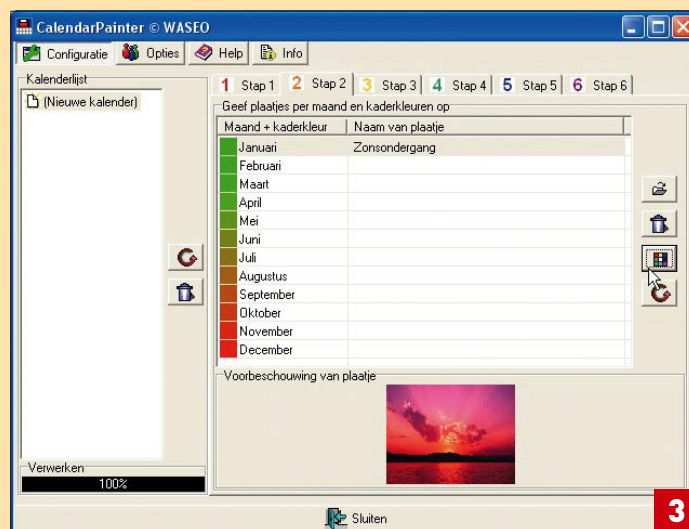 CalendarPainter © WASEO
Configuratie Opties Help Info
Kalenderlijst
(Nieuwe kalender)
1 Stap 1 2 Stap 2 3 Stap 3 4 Stap 4 5 Stap 5 6 Stap 6
Geef plaatjes per maand en kaderkleuren op
Maand + kaderkleur Naam van plaatje
Januari Zonsondergang
Februari
Maart
April
Mei
Juni
Juli
Augustus
September
Oktober
November
December
Voorbeschouwing van plaatje
Verwerken
100%
Sluiten
3